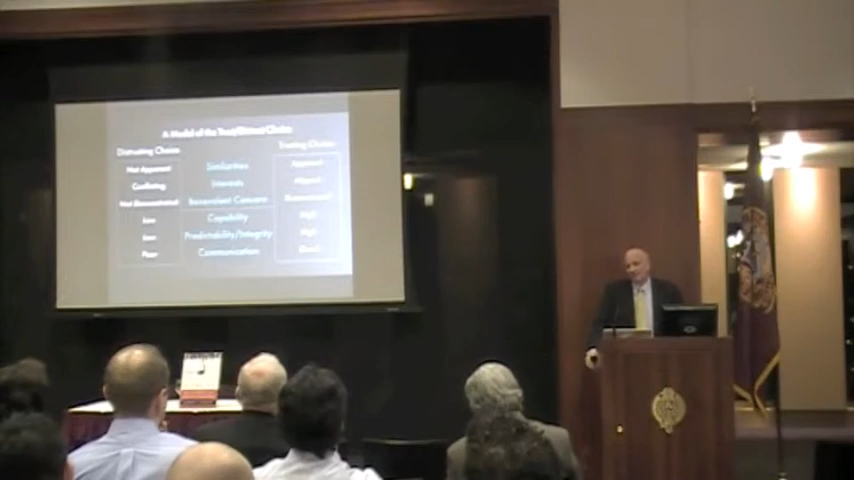 A Model of the Trust/Distrust Choice
Distrusting Choice Trusting Choice
Not Apparent Similarities Apparent
Conflicting Interests Aligned
Not Demonstrated Benevolent Concern Demonstrated
Low Capability High
Low Predictability/Integrity High
Poor Communication Good